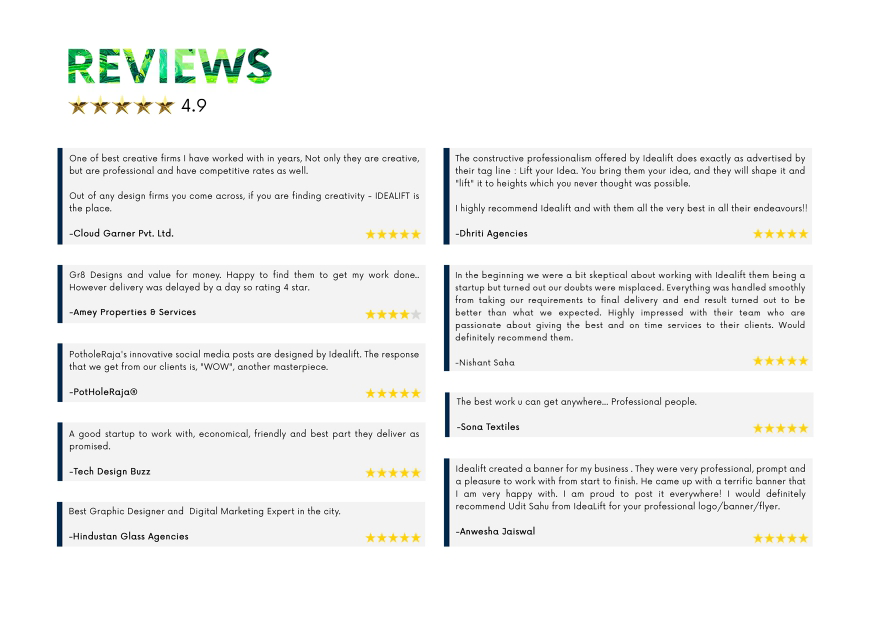 REVIEWS
4.9
One of best creative firms I have worked with in years, Not only they are creative,
but are professional and have competitive rates as well.
Out of any design firms you come across, if you are finding creativity - IDEALIFT is
the place.
-Cloud Garner Pvt. Ltd.
Gr8 Designs and value for money. Happy to find them to get my work done..
However delivery was delayed by a day so rating 4 star.
-Amey Properties & Services
PotholeRaja's innovative social media posts are designed by Idealift. The response
that we get from our clients is, "WOW", another masterpiece.
-PotHoleRaja®
A good startup to work with, economical, friendly and best part they deliver as
promised.
-Tech Design Buzz
Best Graphic Designer and Digital Marketing Expert in the city.
-Hindustan Glass Agencies
The constructive professionalism offered by Idealift does exactly as advertised by
their tag line : Lift your Idea. You bring them your idea, and they will shape it and
"lift" it to heights which you never thought was possible.
I highly recommend Idealift and with them all the very best in all their endeavours!!
-Dhriti Agencies
In the beginning we were a bit skeptical about working with Idealift them being a
startup but turned out our doubts were misplaced. Everything was handled smoothly
from taking our requirements to final delivery and end result turned out to be
better than what we expected. Highly impressed with their team who are
passionate about giving the best and on time services to their clients. Would
definitely recommend them.
-Nishant Saha
The best work u can get anywhere... Professional people.
-Sona Textiles
Idealift created a banner for my business . They were very professional, prompt and
a pleasure to work with from start to finish. He came up with a terrific banner that
I am very happy with. I am proud to post it everywhere! I would definitely
recommend Udit Sahu from IdeaLift for your professional logo/banner/flyer.
-Anwesha Jaiswal